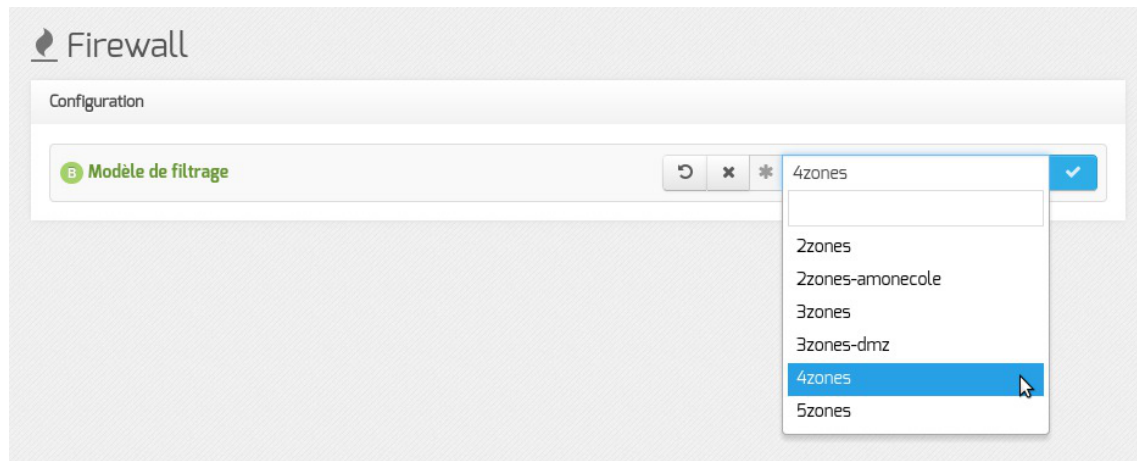 Firewall
Configuration
B Modèle de filtrage
4zones
2zones
2zones-amonecole
3zones
3zones-dmz
4zones
5zones